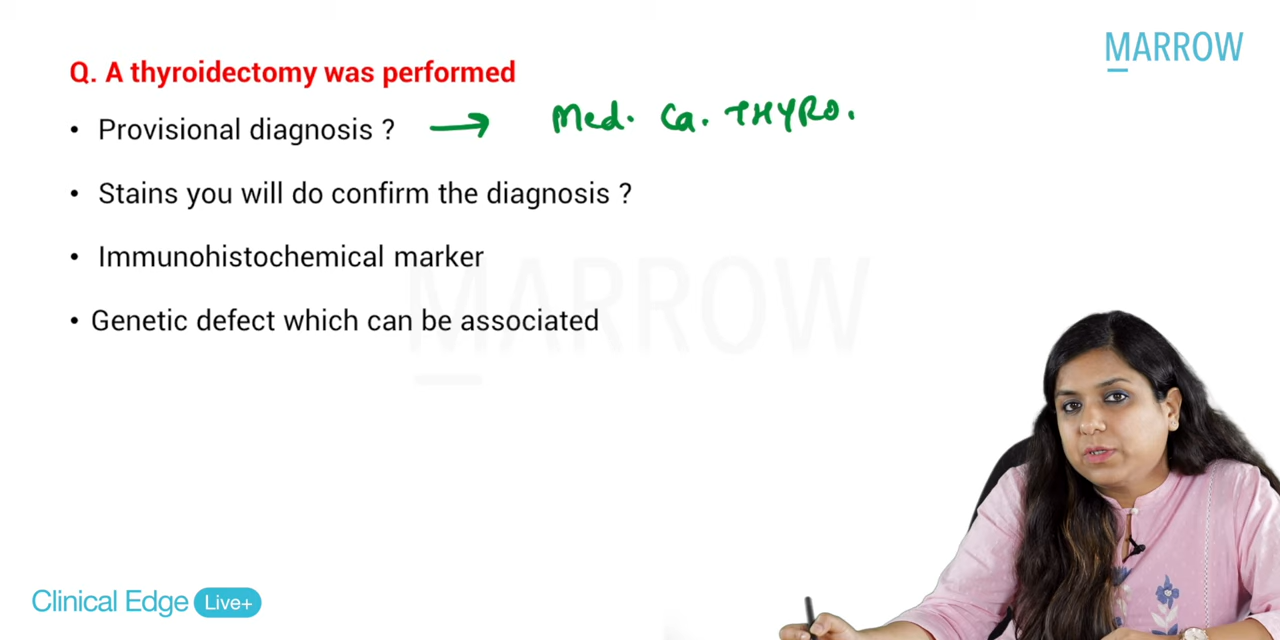 MARROW
Q. A thyroidectomy was performed
• Provisional diagnosis ? → Med. Ca. THYRO.
• Stains you will do confirm the diagnosis ?
• Immunohistochemical marker
• Genetic defect which can be associated
MARROW
Clinical Edge Live+